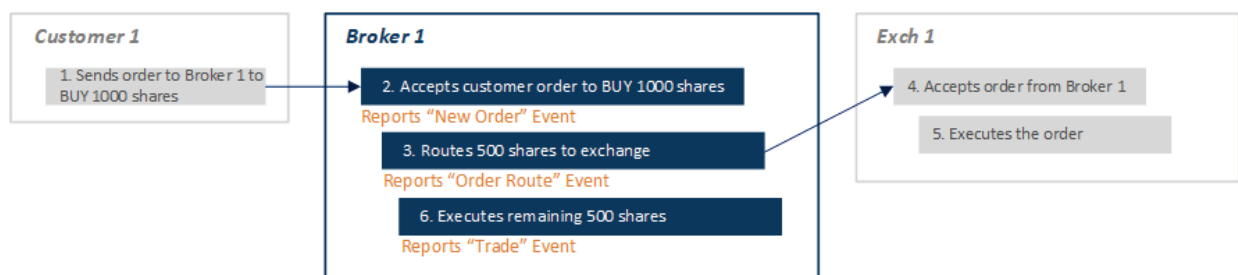 Customer 1
1. Sends order to Broker 1 to
BUY 1000 shares
Broker 1
2. Accepts customer order to BUY 1000 shares
Reports “New Order” Event
3. Routes 500 shares to exchange
Reports “Order Route” Event
6. Executes remaining 500 shares
Reports “Trade” Event
Exch 1
4. Accepts order from Broker 1
5. Executes the order